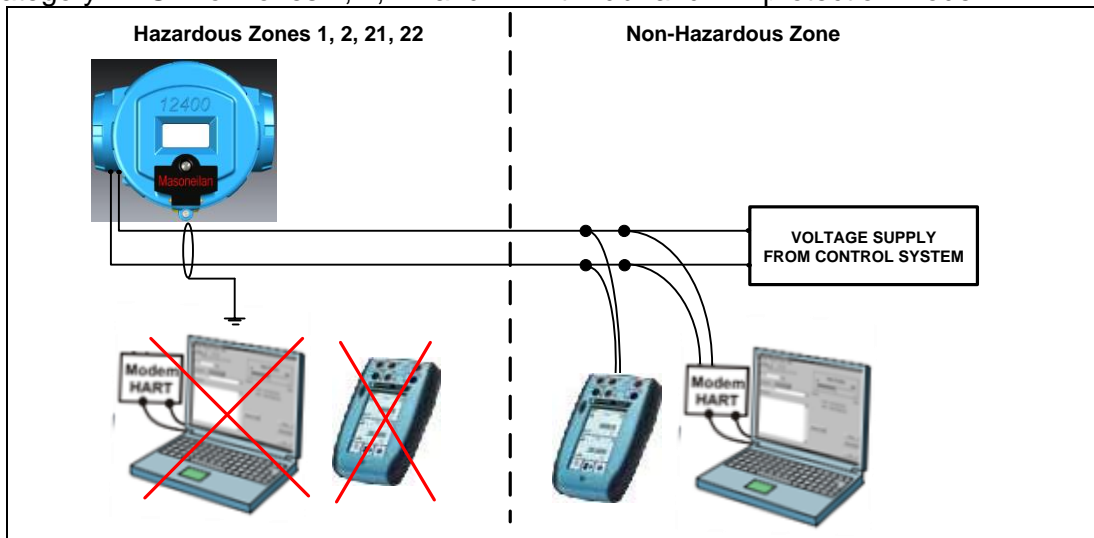 Hazardous Zones 1, 2, 21, 22
Non-Hazardous Zone
12400
Masoneilan
VOLTAGE SUPPLY
FROM CONTROL SYSTEM
Modem
HART
Modem
HART